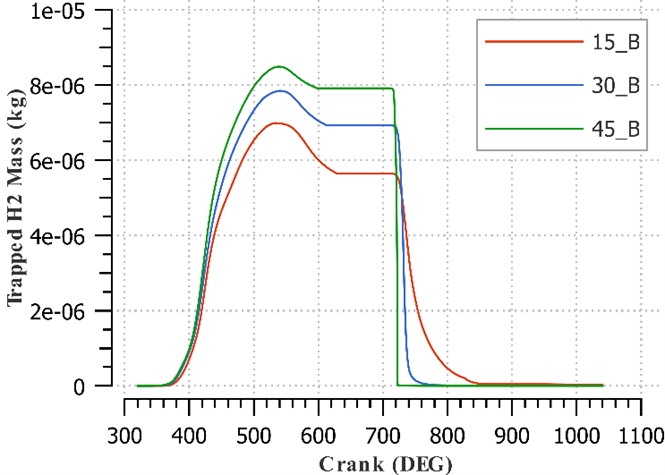 1e-05
8e-06
6e-06
4e-06
2e-06
0
Trapped H2 Mass (kg)
15_B
30_B
45_B
300 400 500 600 700 800 900 1000 1100
Crank (DEG)